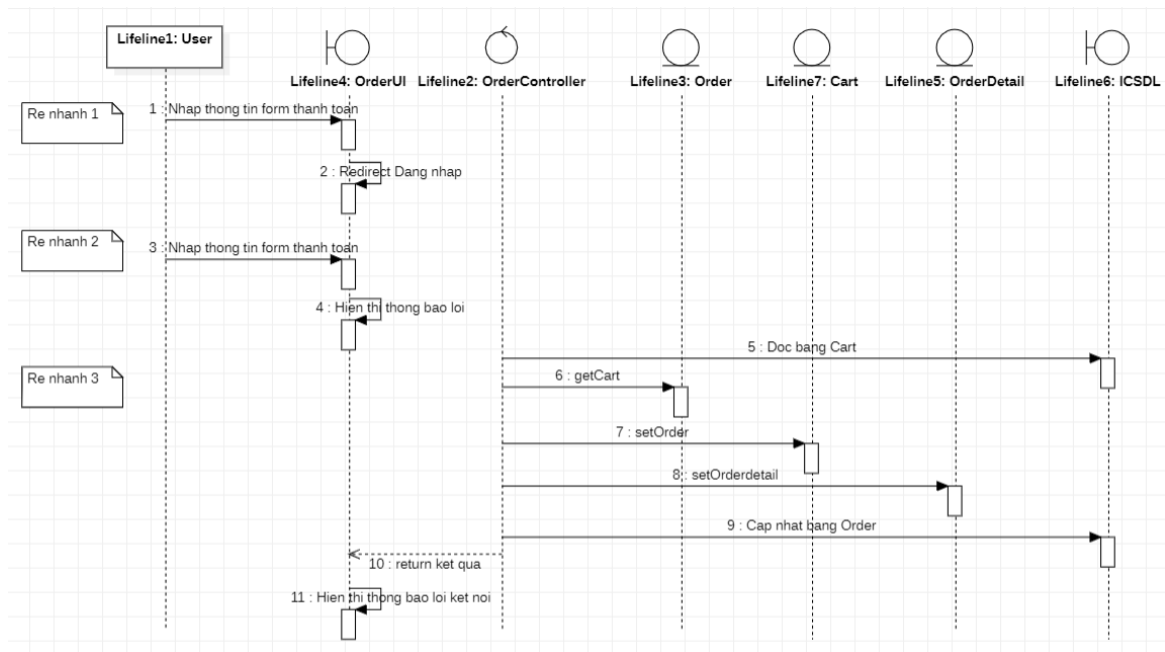 Lifeline1: User
Lifeline4: OrderUI
Lifeline2: OrderController
Lifeline3: Order
Lifeline7: Cart
Lifeline5: OrderDetail
Lifeline6: ICSDL
Re nhanh 1
1 : Nhap thong tin form thanh toan
2 : Redirect Dang nhap
Re nhanh 2
3 : Nhap thong tin form thanh toan
4 : Hien thi thong bao loi
5 : Doc bang Cart
Re nhanh 3
6 : getCart
7 : setOrder
8 : setOrderdetail
9 : Cap nhat bang Order
10 : return ket qua
11 : Hien thi thong bao loi ket noi